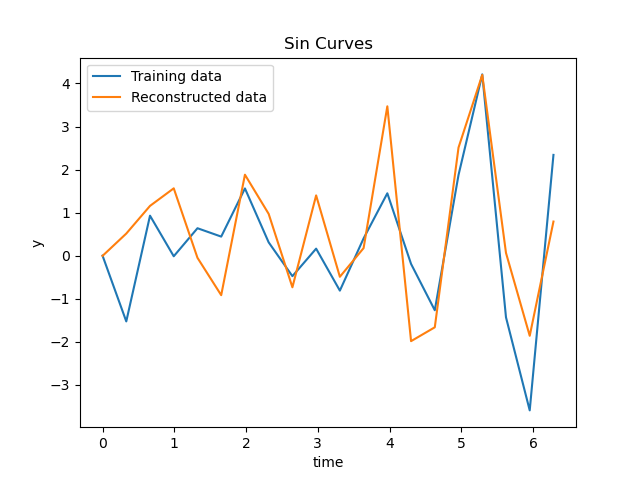 Sin Curves
Training data
Reconstructed data
4
3
2
1
0
−1
−2
−3
y
0 1 2 3 4 5 6
time